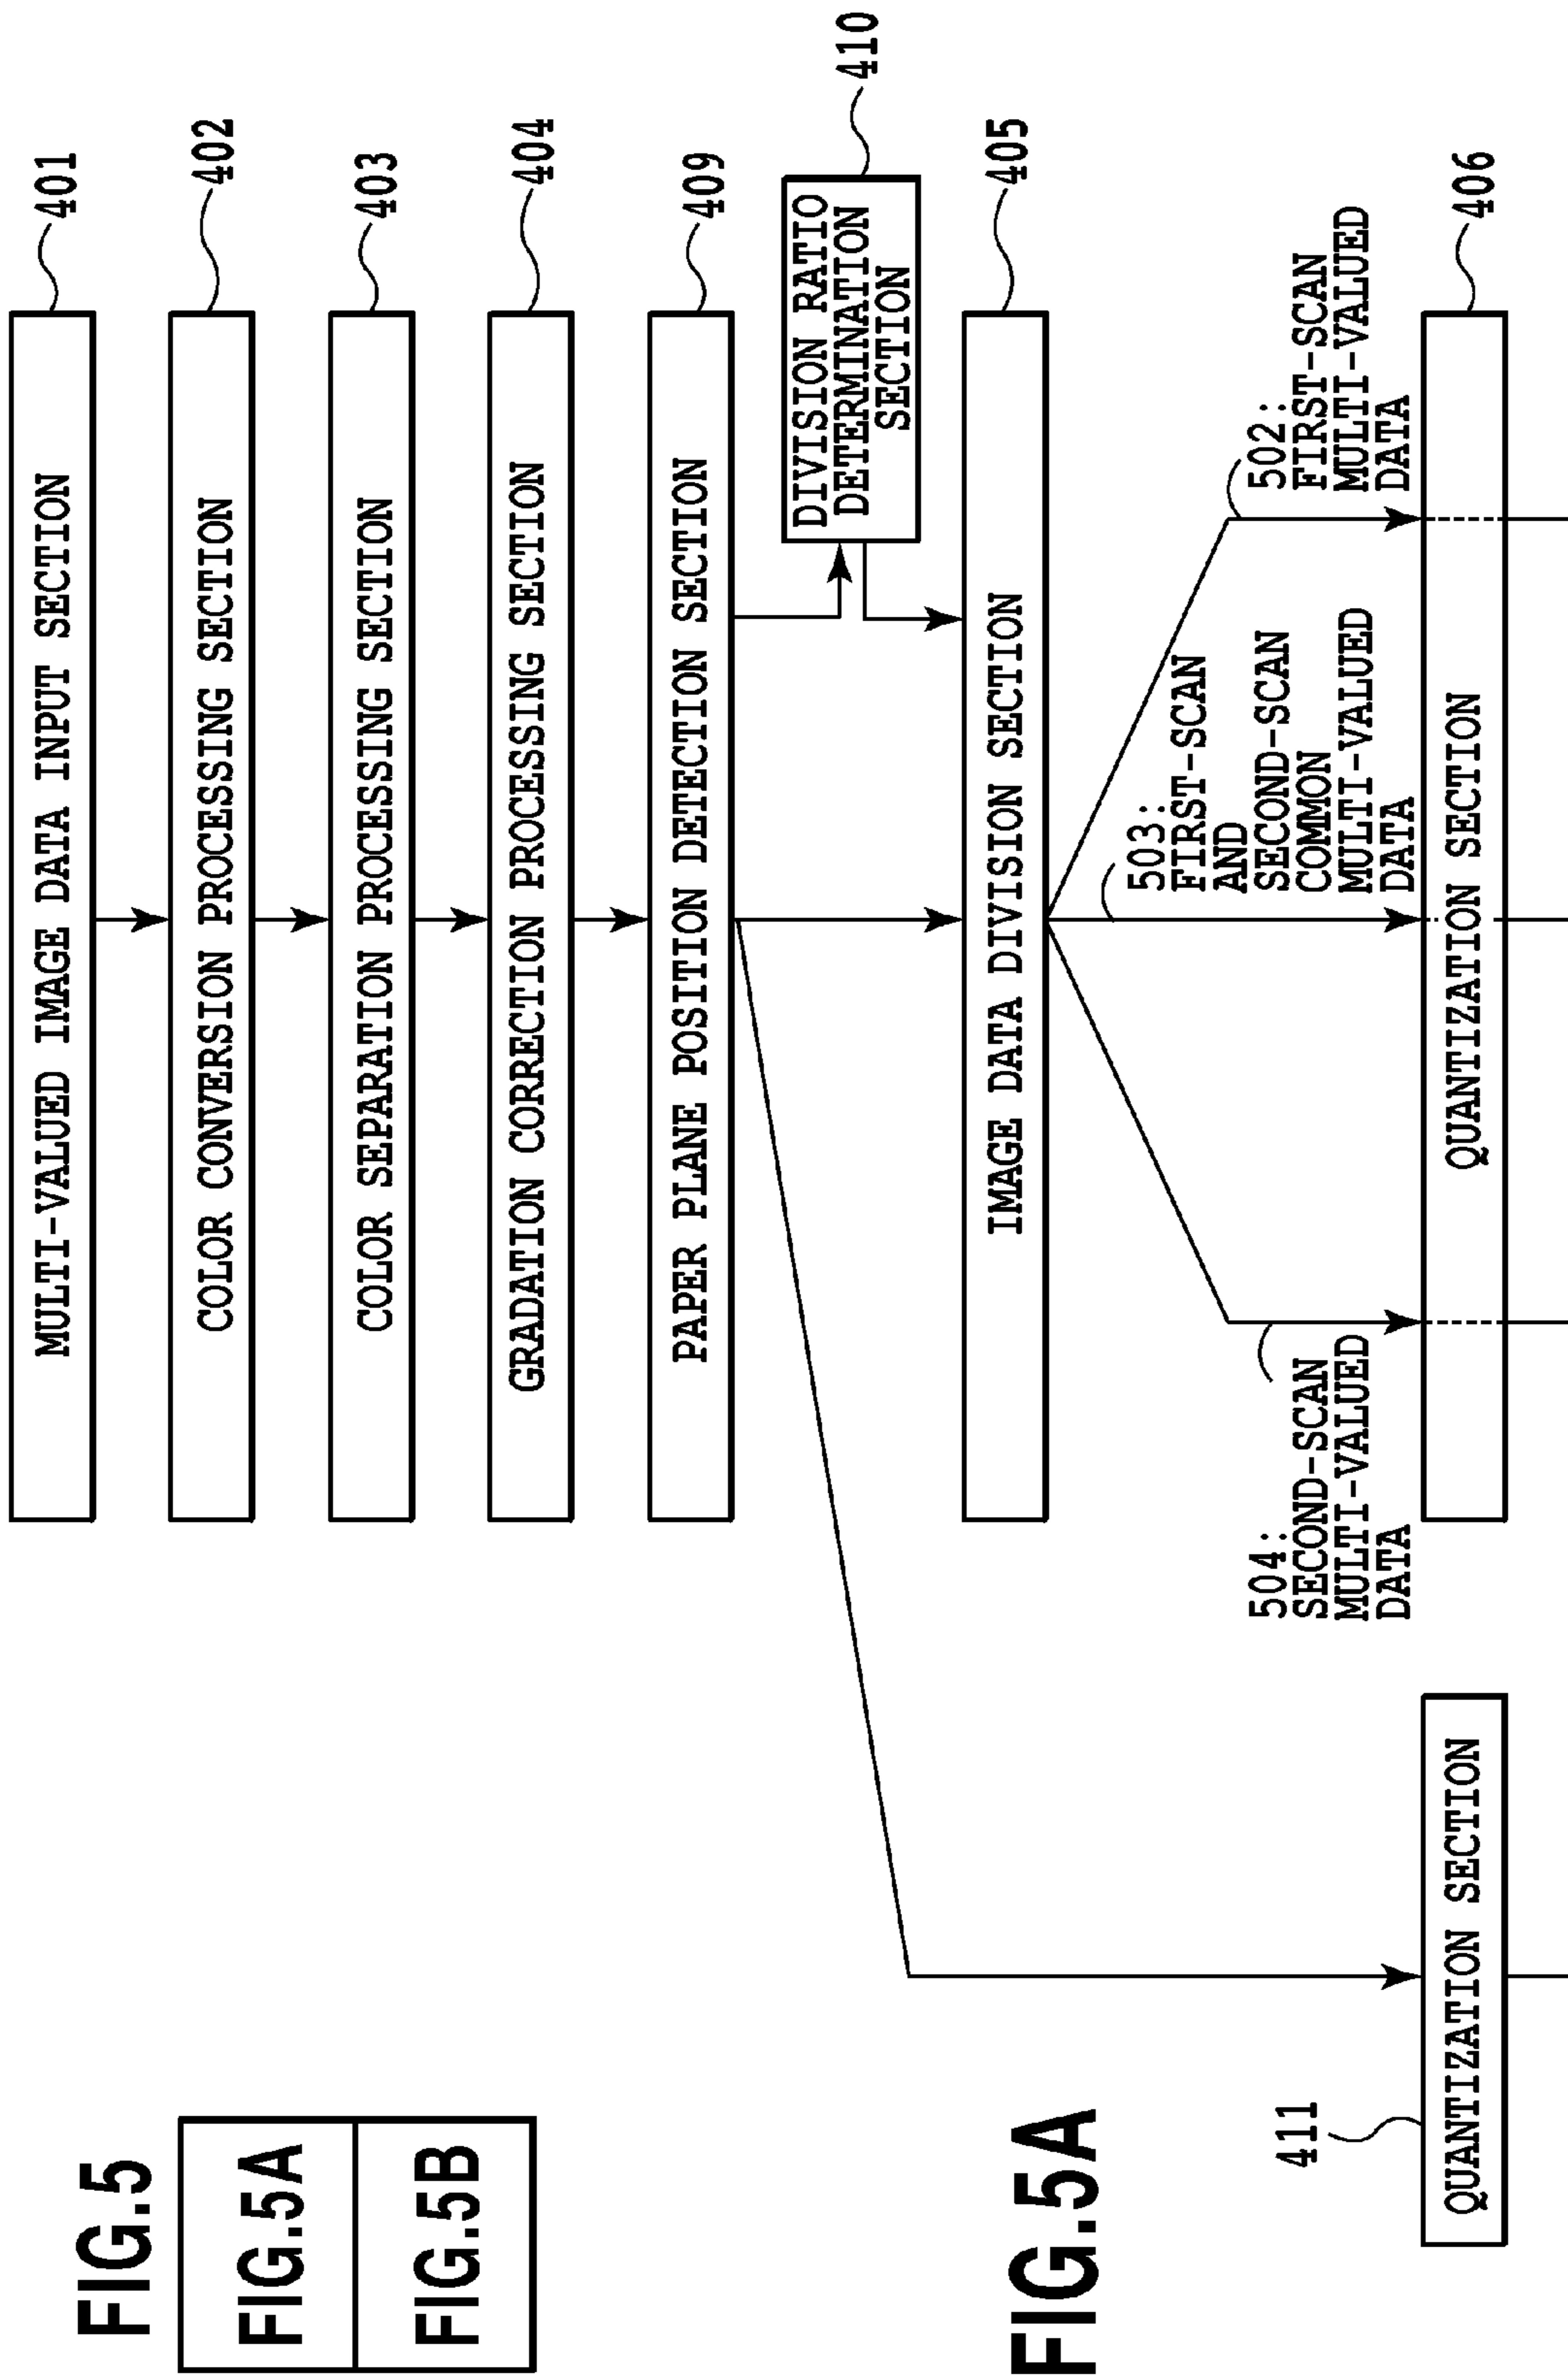 FIG.5
FIG.5A
FIG.5B
FIG.5A
MULTI-VALUED IMAGE DATA INPUT SECTION
401
COLOR CONVERSION PROCESSING SECTION
402
COLOR SEPARATION PROCESSING SECTION
403
GRADATION CORRECTION PROCESSING SECTION
404
PAPER PLANE POSITION DETECTION SECTION
409
DIVISION RATIO
DETERMINATION
SECTION
410
IMAGE DATA DIVISION SECTION
405
504:
SECOND-SCAN
MULTI-VALUED
DATA
503:
FIRST-SCAN
AND
SECOND-SCAN
COMMON
MULTI-VALUED
DATA
502:
FIRST-SCAN
MULTI-VALUED
DATA
411
QUANTIZATION SECTION
QUANTIZATION SECTION
406